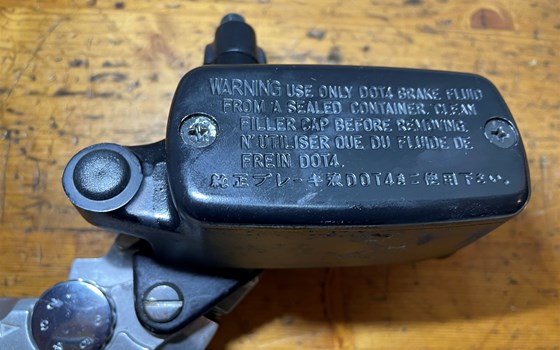 WARNING USE ONLY DOT4 BRAKE FLUID
FROM A SEALED CONTAINER. CLEAN
FILLER CAP BEFORE REMOVING.
N'UTILISER QUE DU FLUIDE DE
FREIN DOT4.
純正ブレーキ液DOT4をご使用下さい。